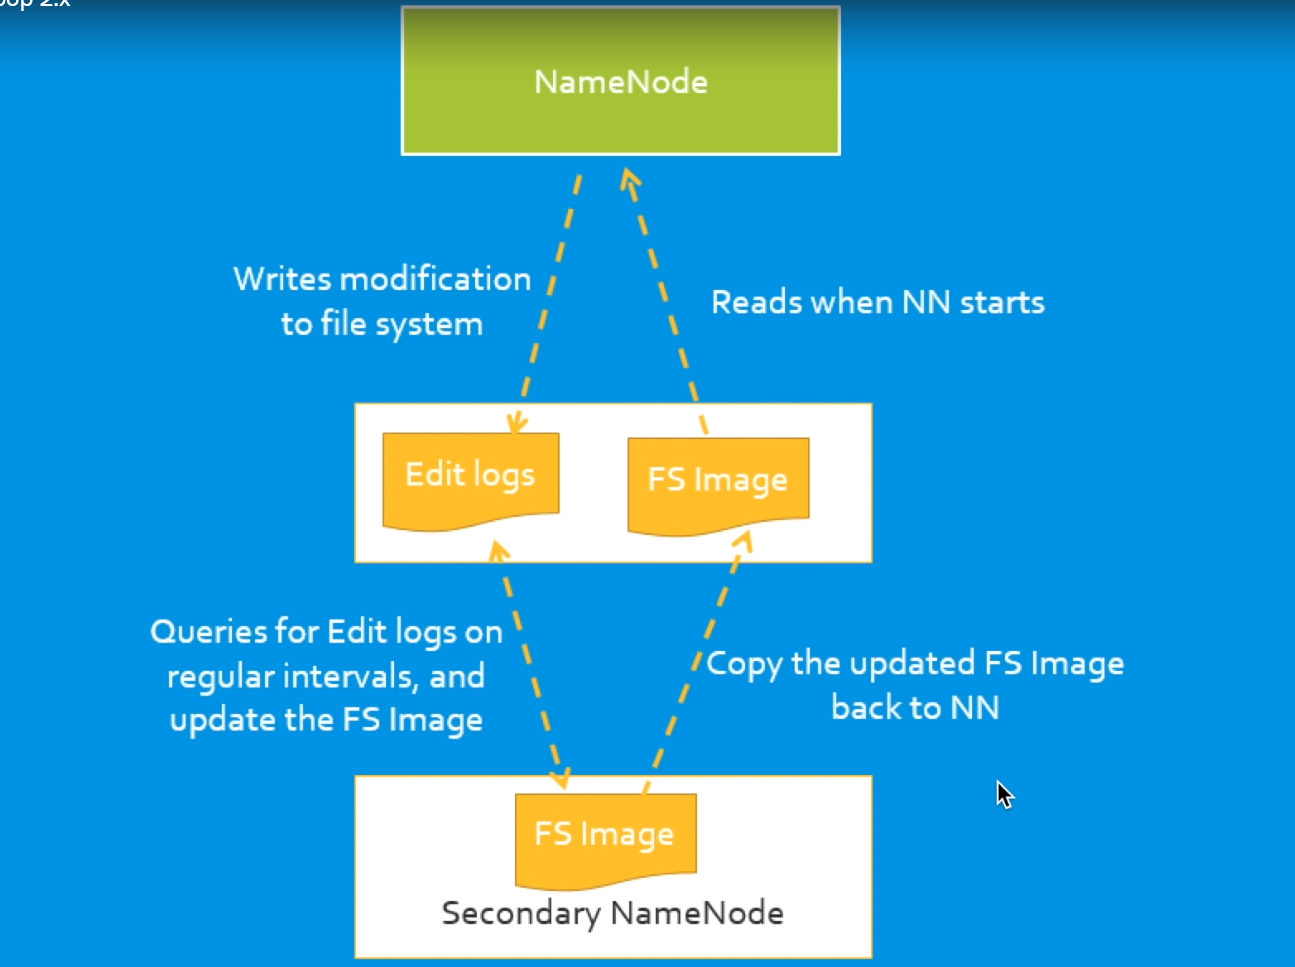 2.x
NameNode
Writes modification
to file system
Reads when NN starts
Edit logs
FS Image
Queries for Edit logs on
regular intervals, and
update the FS Image
Copy the updated FS Image
back to NN
FS Image
Secondary NameNode